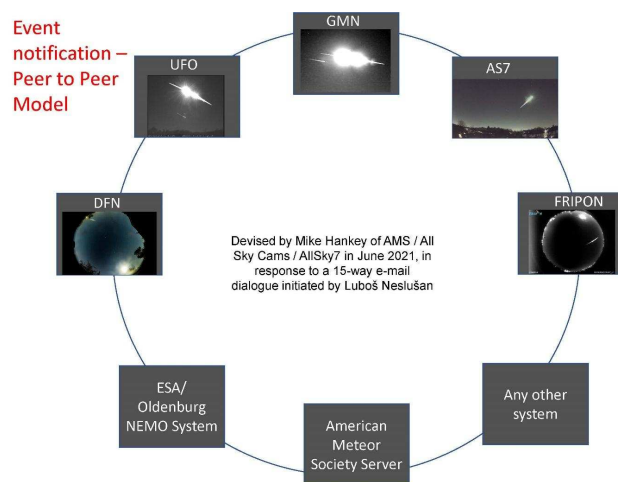 Event
notification –
Peer to Peer
Model
GMN
UFO
AS7
DFN
FRIPON
Devised by Mike Hankey of AMS / All
Sky Cams / AllSky7 in June 2021, in
response to a 15-way e-mail
dialogue initiated by Luboš Neslušan
ESA/
Oldenburg
NEMO System
American
Meteor
Society Server
Any other
system